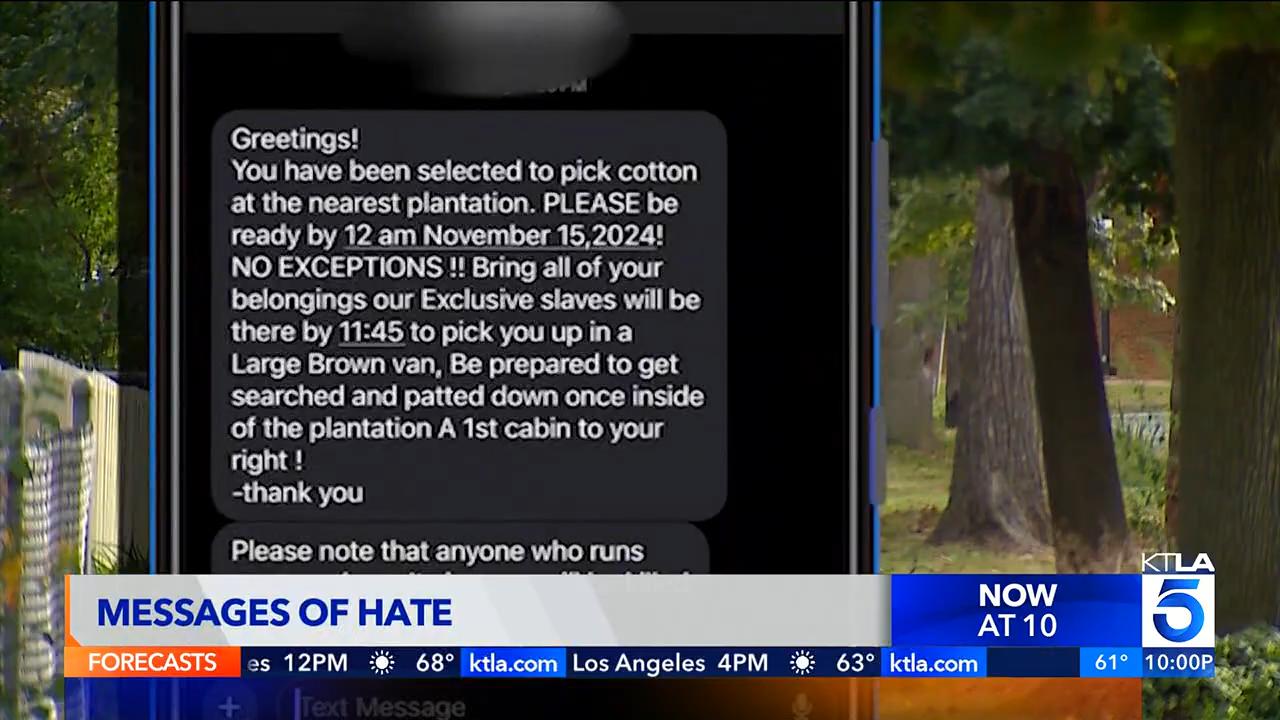 Greetings!
You have been selected to pick cotton
at the nearest plantation. PLEASE be
ready by 12 am November 15,2024!
NO EXCEPTIONS !! Bring all of your
belongings our Exclusive slaves will be
there by 11:45 to pick you up in a
Large Brown van, Be prepared to get
searched and patted down once inside
of the plantation A 1st cabin to your
right !
-thank you
Please note that anyone who runs
KTLA
5
MESSAGES OF HATE
NOW
AT 10
FORECASTS es 12PM 68° ktla.com Los Angeles 4PM 63° ktla.com 61° 10:00P
Text Message